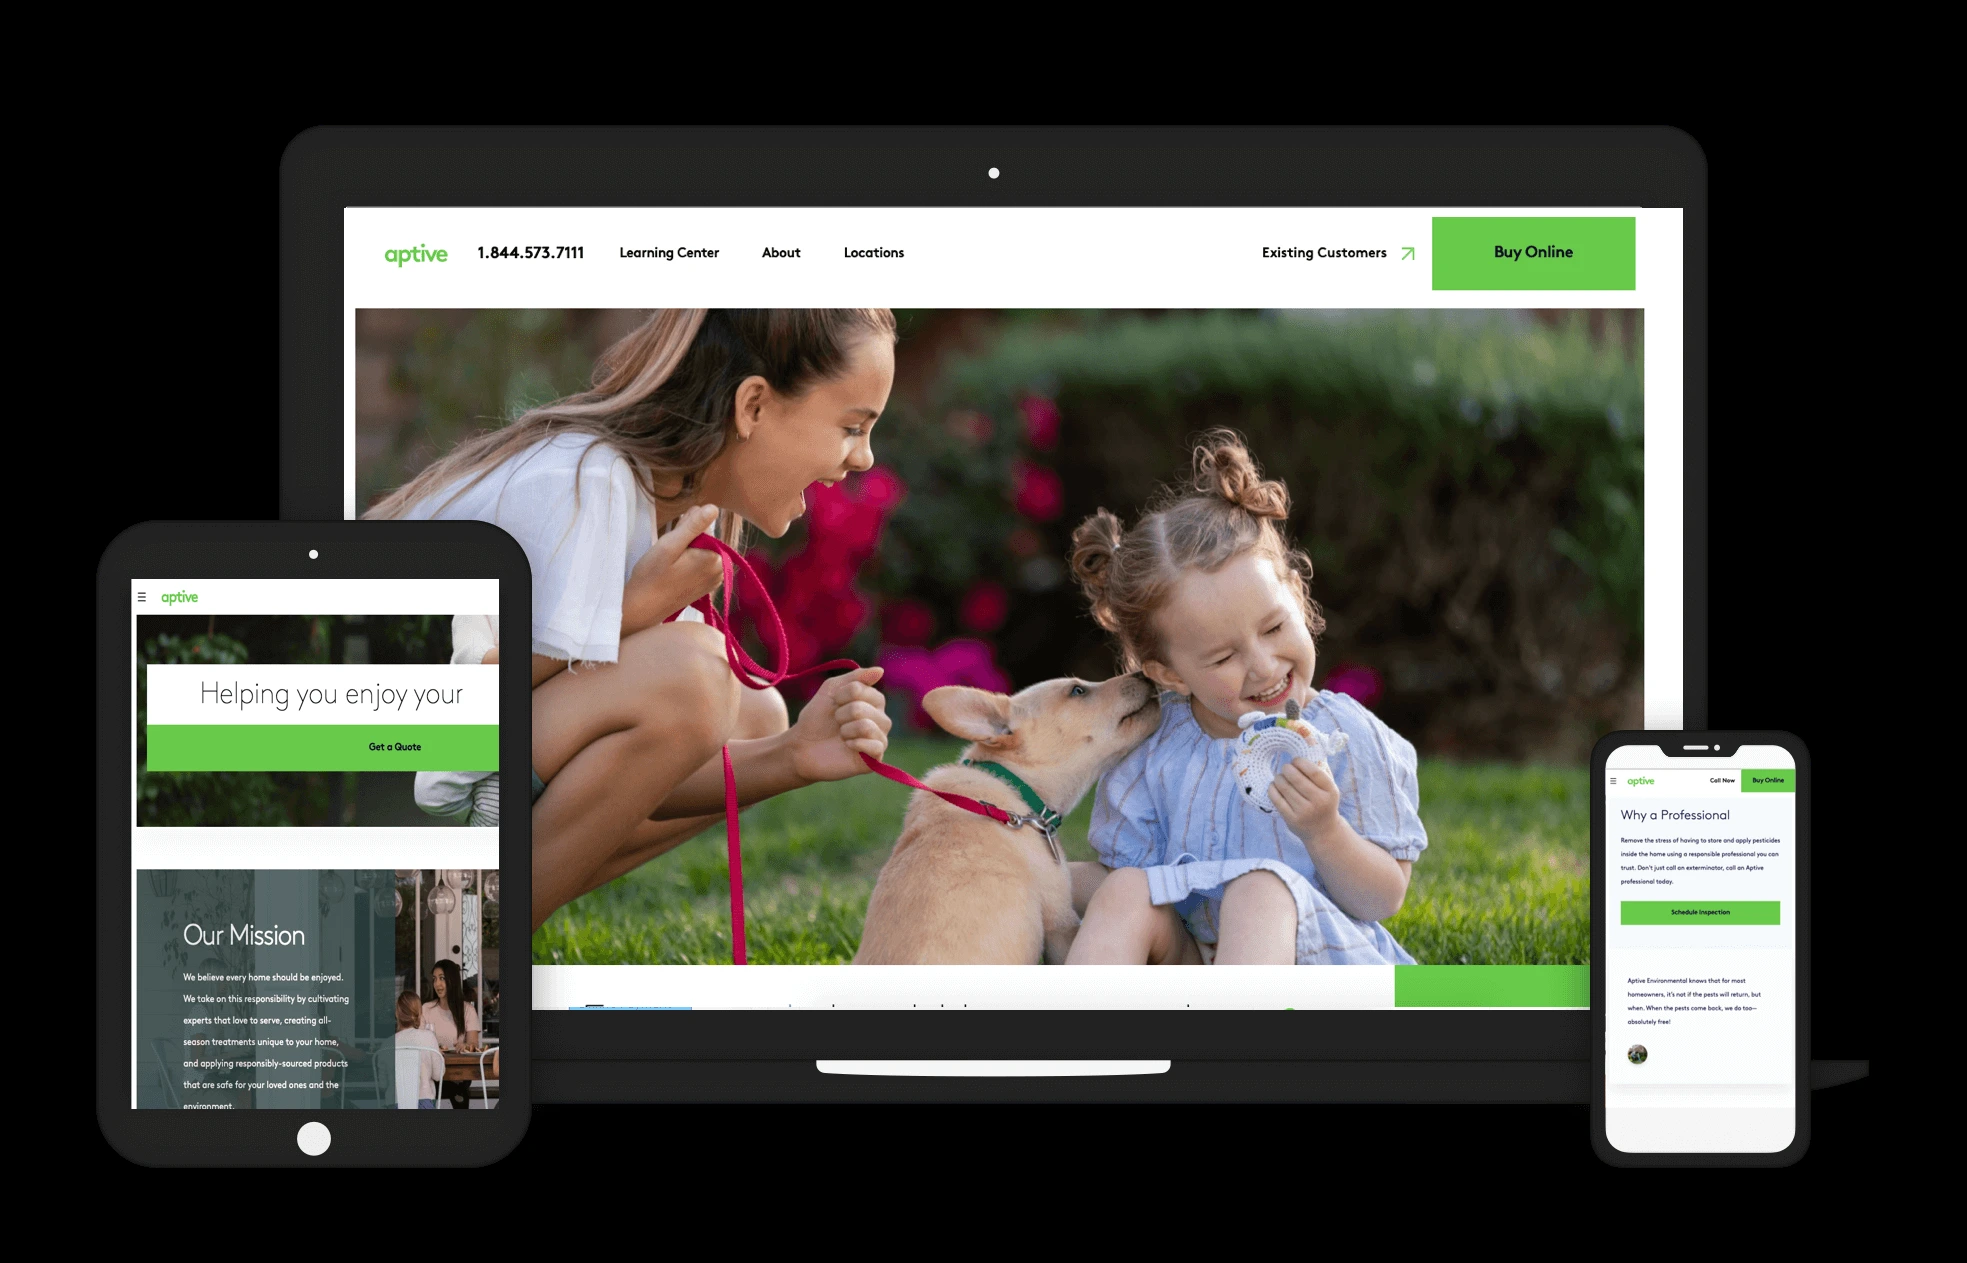 aptive 1.844.573.7111 Learning Center About Locations Existing Customers Buy Online
aptive
Helping you enjoy your
Get a Quote
Our Mission
We believe every home should be enjoyed.
We take on this responsibility by cultivating
experts that love to serve, creating all-
season treatments unique to your home,
and applying responsibly-sourced products
that are safe for your loved ones and the
environment.
aptive Call Now Buy Online
Why a Professional
Remove the stress of having to store and apply pesticides
inside the home using a responsible professional you can
trust. Don't just call an exterminator, call an Aptive
professional today.
Schedule Inspection
Aptive Environmental knows that for most
homeowners, it's not if the pests will return, but
when. When the pests come back, we do too—
absolutely free!